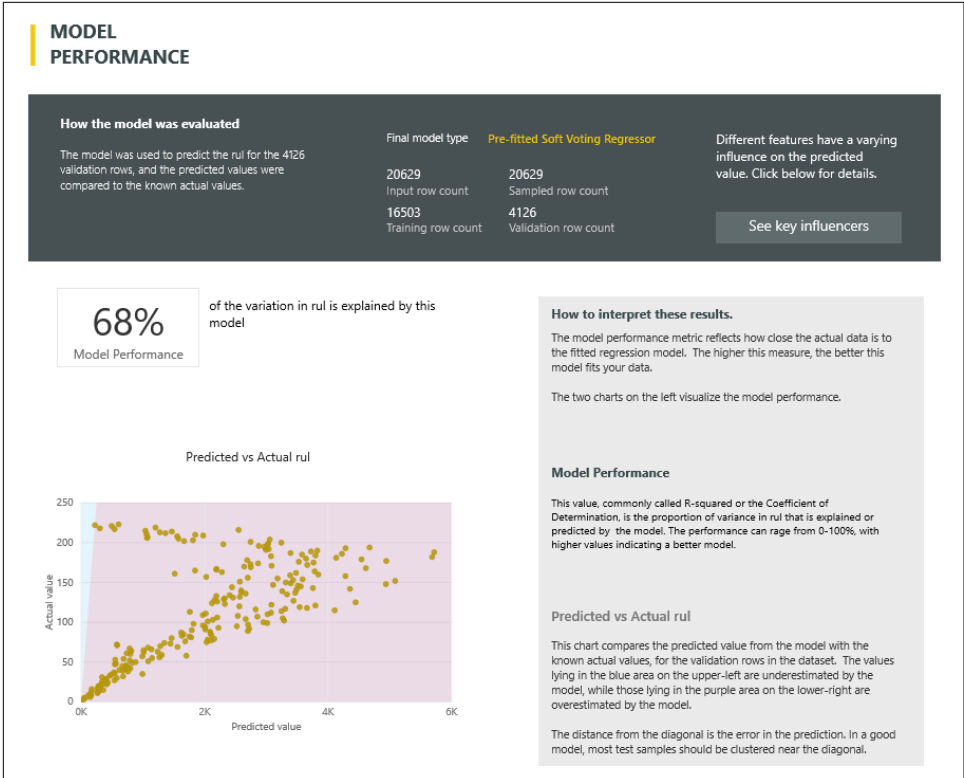 MODEL
PERFORMANCE
How the model was evaluated
The model was used to predict the rul for the 4126
validation rows, and the predicted values were
compared to the known actual values.
Final model type Pre-fitted Soft Voting Regressor
20629 20629
Input row count Sampled row count
16503 4126
Training row count Validation row count
Different features have a varying
influence on the predicted
value. Click below for details.
See key influencers
68%
Model Performance
of the variation in rul is explained by this
model
How to interpret these results.
The model performance metric reflects how close the actual data is to
the fitted regression model. The higher this measure, the better this
model fits your data.
The two charts on the left visualize the model performance.
Model Performance
This value, commonly called R-squared or the Coefficient of
Determination, is the proportion of variance in rul that is explained or
predicted by the model. The performance can rage from 0-100%, with
higher values indicating a better model.
Predicted vs Actual rul
This chart compares the predicted value from the model with the
known actual values, for the validation rows in the dataset. The values
lying in the blue area on the upper-left are underestimated by the
model, while those lying in the purple area on the lower-right are
overestimated by the model.
The distance from the diagonal is the error in the prediction. In a good
model, most test samples should be clustered near the diagonal.
Predicted vs Actual rul
Actual value
250
200
150
100
50
0
0K 2K 4K 6K
Predicted value